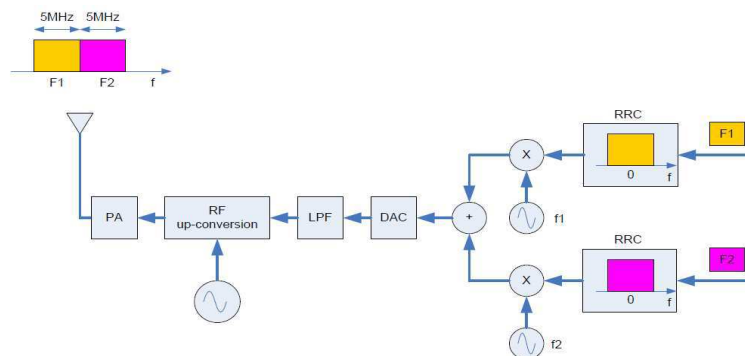 5MHz 5MHz
F1 F2 f
RRC
F1
0 f
X
f1
PA
RF
up-conversion
LPF
DAC
+
RRC
F2
0 f
X
f2